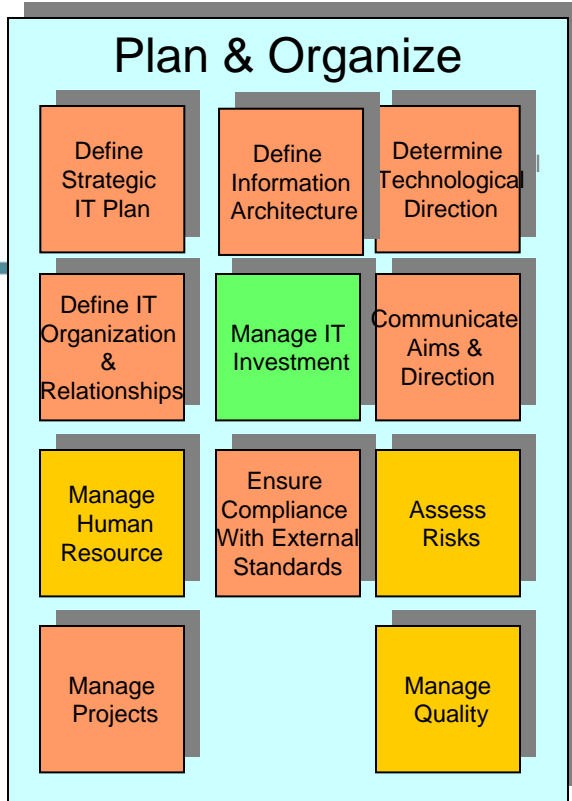 Plan & Organize
Define
Strategic
IT Plan
Define
Information
Architecture
Determine
Technological
Direction
Define IT
Organization
&
Relationships
Manage IT
Investment
Communicate
Aims &
Direction
Manage
Human
Resource
Ensure
Compliance
With External
Standards
Assess
Risks
Manage
Projects
Manage
Quality